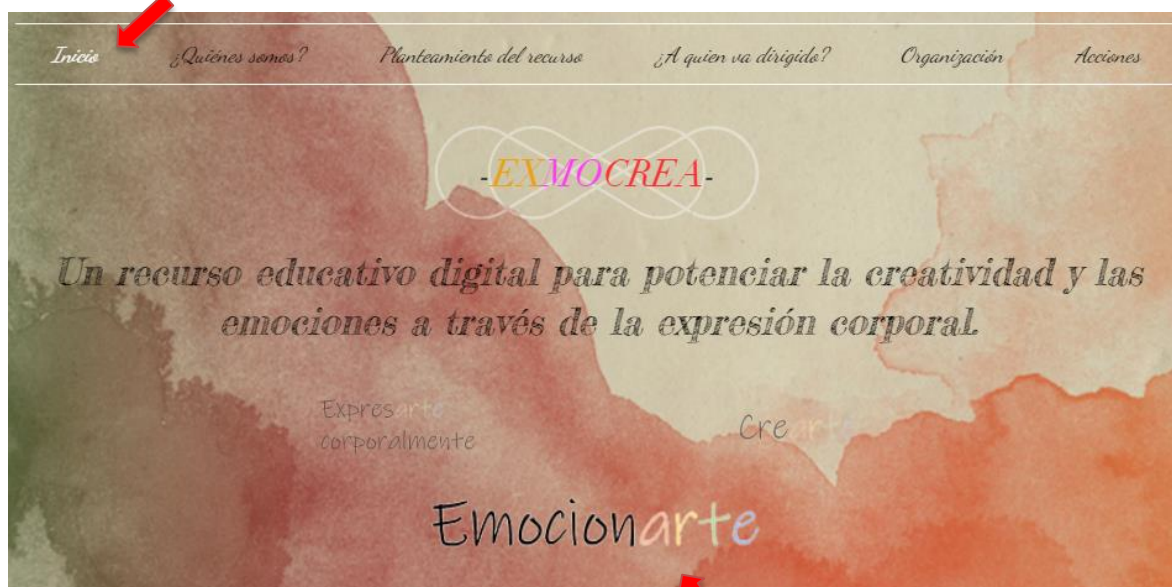 Inicio ¿Quiénes somos? Planteamiento del recurso ¿A quien va dirigido? Organización Acciones
-EXMOCREA-
Un recurso educativo digital para potenciar la creatividad y las
emociones a través de la expresión corporal.
Expresarte
corporalmente
Crearte
Emocionarte